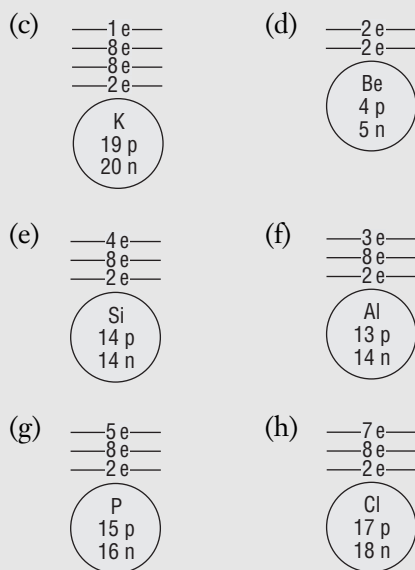 (c)
1 e
8 e
8 e
2 e
K
19 p
20 n
(d)
2 e
2 e
Be
4 p
5 n
(e)
4 e
8 e
2 e
Si
14 p
14 n
(f)
3 e
8 e
2 e
Al
13 p
14 n
(g)
5 e
8 e
2 e
P
15 p
16 n
(h)
7 e
8 e
2 e
Cl
17 p
18 n